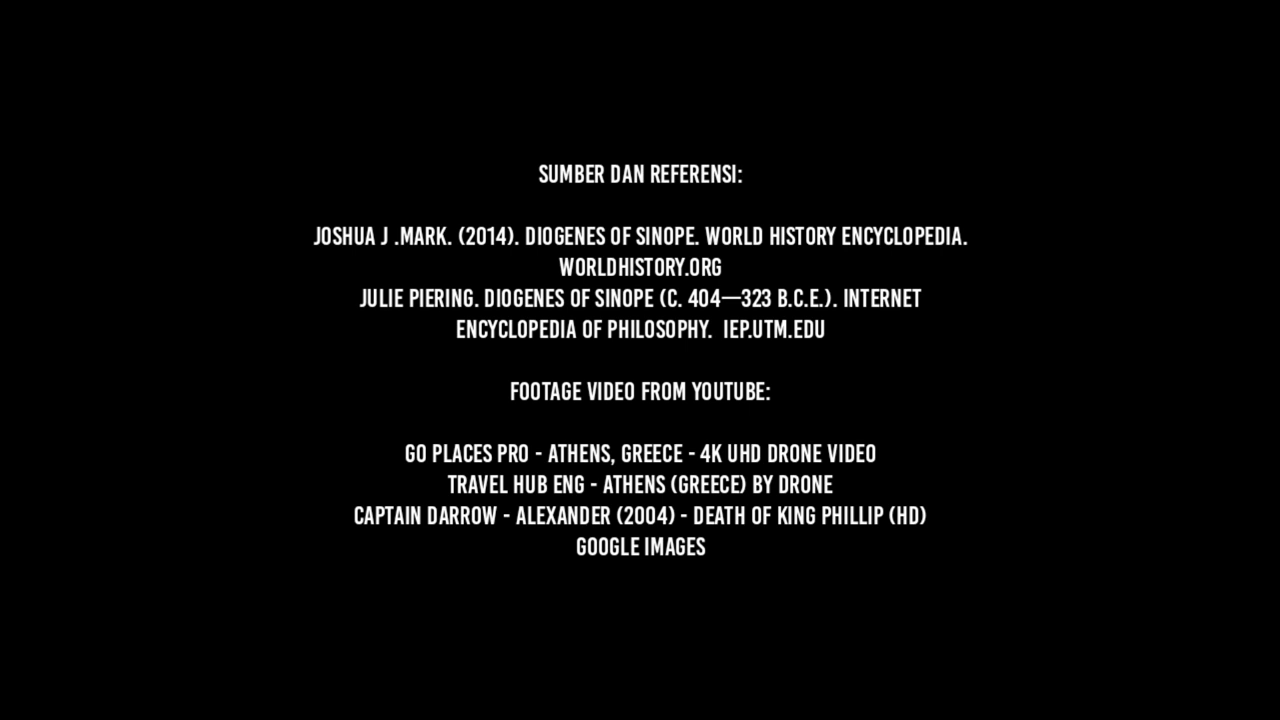 SUMBER DAN REFERENSI:
JOSHUA J .MARK. (2014). DIOGENES OF SINOPE. WORLD HISTORY ENCYCLOPEDIA.
WORLDHISTORY.ORG
JULIE PIERING. DIOGENES OF SINOPE (C. 404—323 B.C.E.). INTERNET
ENCYCLOPEDIA OF PHILOSOPHY.  IEP.UTM.EDU
FOOTAGE VIDEO FROM YOUTUBE:
GO PLACES PRO - ATHENS, GREECE - 4K UHD DRONE VIDEO
TRAVEL HUB ENG - ATHENS (GREECE) BY DRONE
CAPTAIN DARROW - ALEXANDER (2004) - DEATH OF KING PHILLIP (HD)
GOOGLE IMAGES